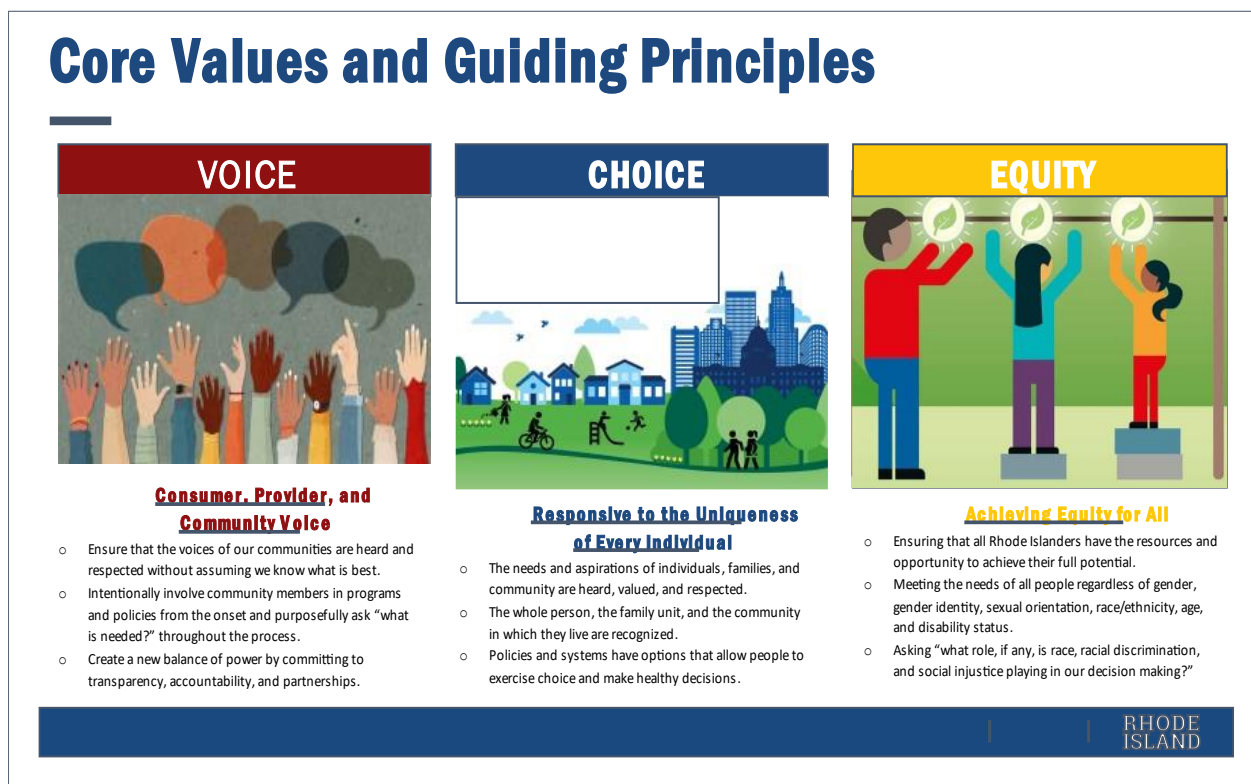 Core Values and Guiding Principles
VOICE
Consumer, Provider, and
Community Voice
○ Ensure that the voices of our communities are heard and
respected without assuming we know what is best.
○ Intentionally involve community members in programs
and policies from the onset and purposefully ask “what
is needed?” throughout the process.
○ Create a new balance of power by committing to
transparency, accountability, and partnerships.
CHOICE
Responsive to the Uniqueness
of Every Individual
○ The needs and aspirations of individuals, families, and
community are heard, valued, and respected.
○ The whole person, the family unit, and the community
in which they live are recognized.
○ Policies and systems have options that allow people to
exercise choice and make healthy decisions.
EQUITY
Achieving Equity for All
○ Ensuring that all Rhode Islanders have the resources and
opportunity to achieve their full potential.
○ Meeting the needs of all people regardless of gender,
gender identity, sexual orientation, race/ethnicity, age,
and disability status.
○ Asking “what role, if any, is race, racial discrimination,
and social injustice playing in our decision making?”
RHODE
ISLAND